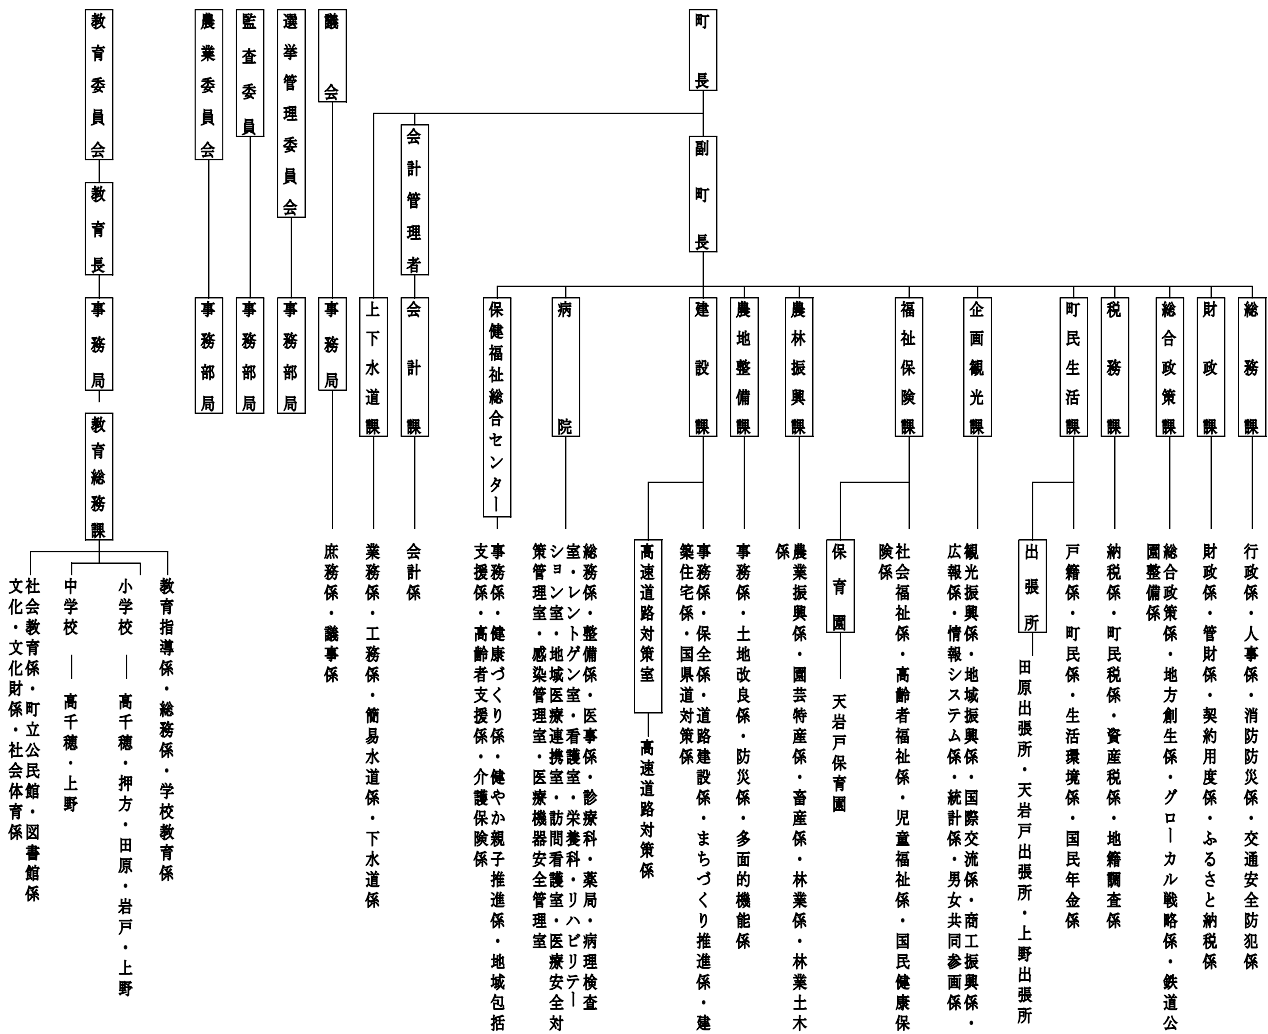 町長
副町長
総務課
行政係・人事係・消防防災係・交通安全防犯係
財政課
財政係・管財係・契約用度係・ふるさと納税係
総合政策課
総合政策係・地方創生係・グローカル戦略係・鉄道公
園整備係
税務課
納税係・町民税係・資産税係・地籍調査係
町民生活課
戸籍係・町民係・生活環境係・国民年金係
出張所
田原出張所・天岩戸出張所・上野出張所
企画観光課
観光振興係・地域振興係・国際交流係・商工振興係・
広報係・情報システム係・統計係・男女共同参画係
福祉保険課
社会福祉係・高齢者福祉係・児童福祉係・国民健康保
険係
保育園
天岩戸保育園
農林振興課
農業振興係・園芸特産係・畜産係・林業係・林業土木
係
農地整備課
事務係・土地改良係・防災係・多面的機能係
建設課
事務係・保全係・道路建設係・まちづくり推進係・建
築住宅係・国県道対策係
高速道路対策室
高速道路対策係
病院
総務係・整備係・医事係・診療科・薬局・病理検査
室・レントゲン室・看護室・栄養科・リハビリテー
ション室・地域医療連携室・訪問看護室・医療安全対
策管理室・感染管理室・医療機器安全管理室
保健福祉総合センター
事務係・健康づくり係・健やか親子推進係・地域包括
支援係・高齢者支援係・介護保険係
会計管理者
会計課
会計係
上下水道課
業務係・工務係・簡易水道係・下水道係
議会
事務局
庶務係・議事係
選挙管理委員会
事務部局
監査委員
事務部局
農業委員会
事務部局
教育委員会
教育長
事務局
教育総務課
教育指導係・総務係・学校教育係
小学校
高千穂・押方・田原・岩戸・上野
中学校
高千穂・上野
社会教育係・町立公民館・図書館係
文化・文化財係・社会体育係